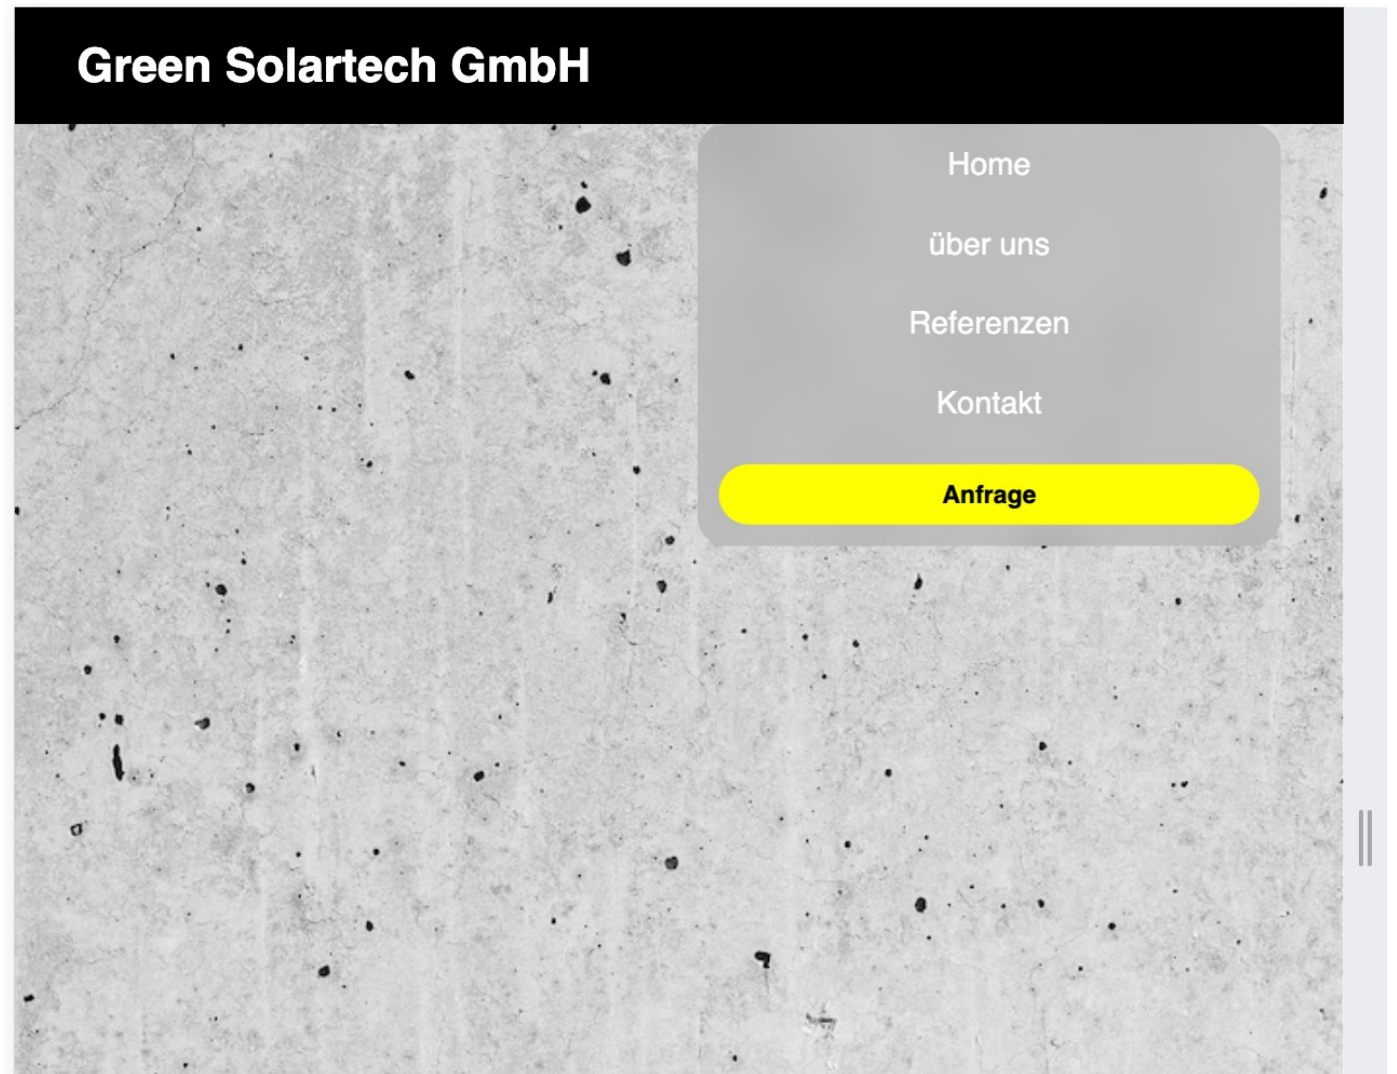 Green Solartech GmbH
Home
über uns
Referenzen
Kontakt
Anfrage